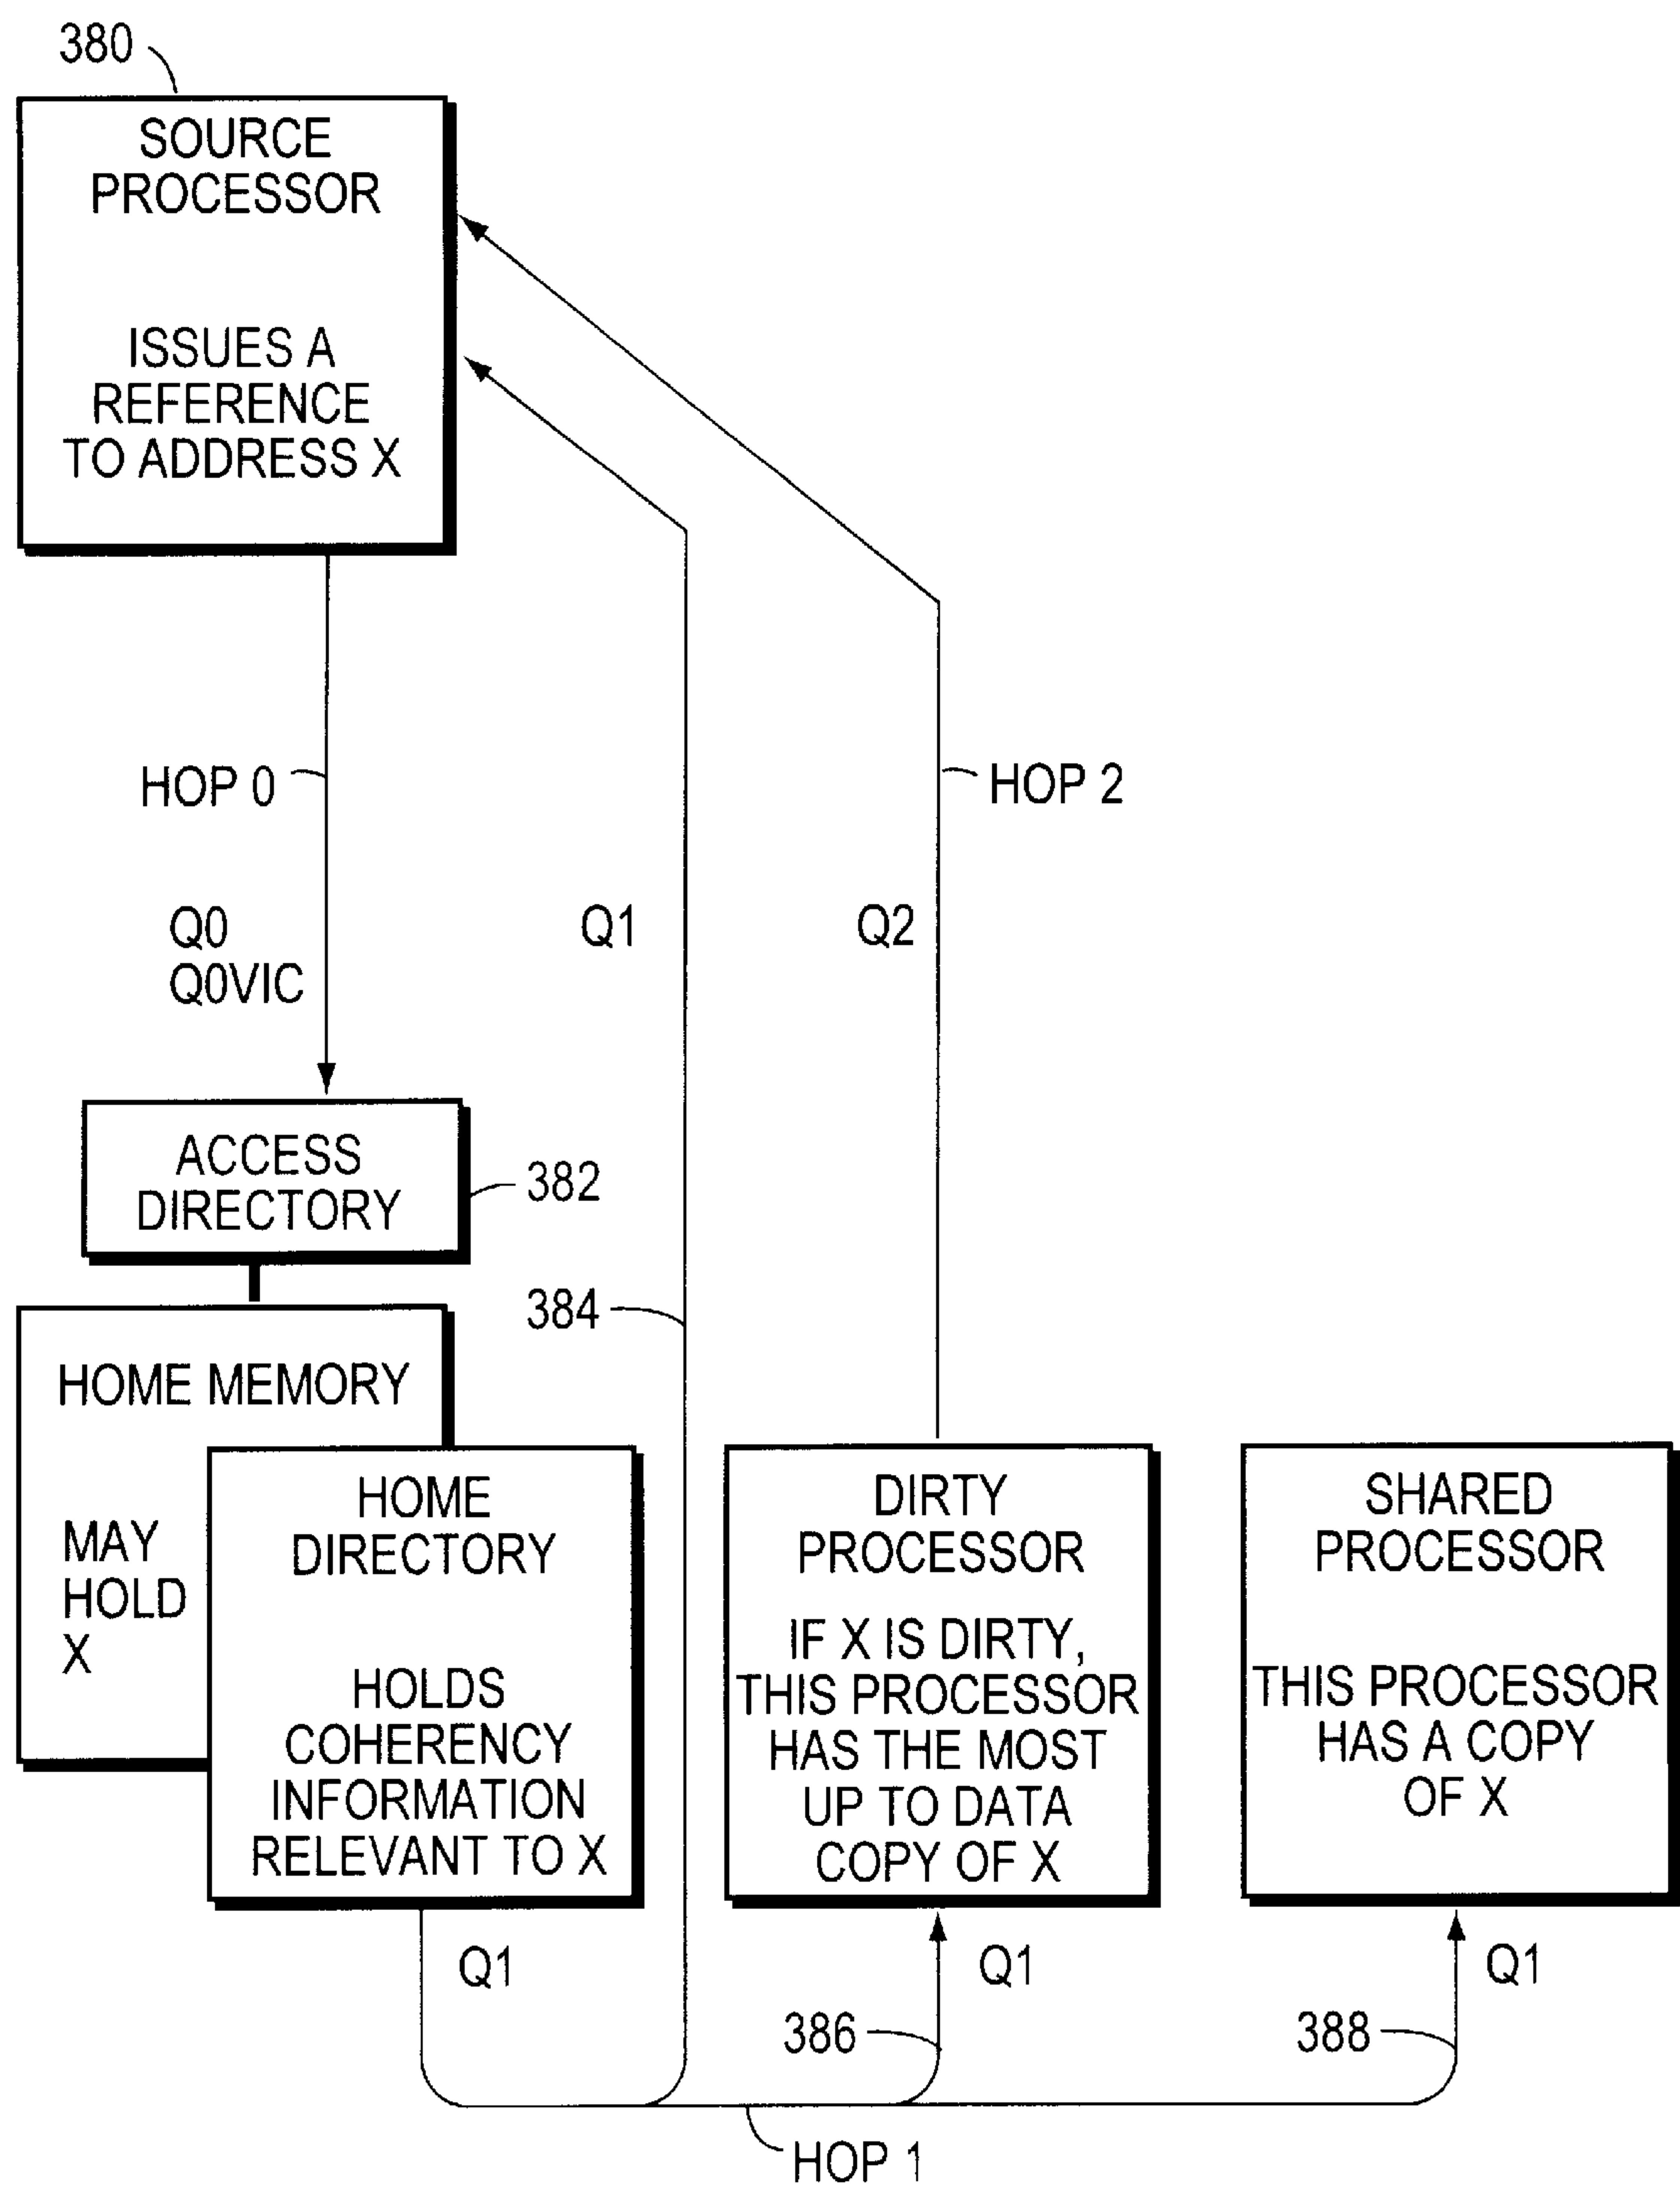 380
SOURCE
PROCESSOR
ISSUES A
REFERENCE
TO ADDRESS X
HOP 0
HOP 2
Q0
Q0VIC
Q1
Q2
ACCESS
DIRECTORY
382
384
HOME MEMORY
MAY
HOLD
X
HOME
DIRECTORY
HOLDS
COHERENCY
INFORMATION
RELEVANT TO X
DIRTY
PROCESSOR
IF X IS DIRTY,
THIS PROCESSOR
HAS THE MOST
UP TO DATA
COPY OF X
SHARED
PROCESSOR
THIS PROCESSOR
HAS A COPY
OF X
Q1
Q1
Q1
386
388
HOP 1